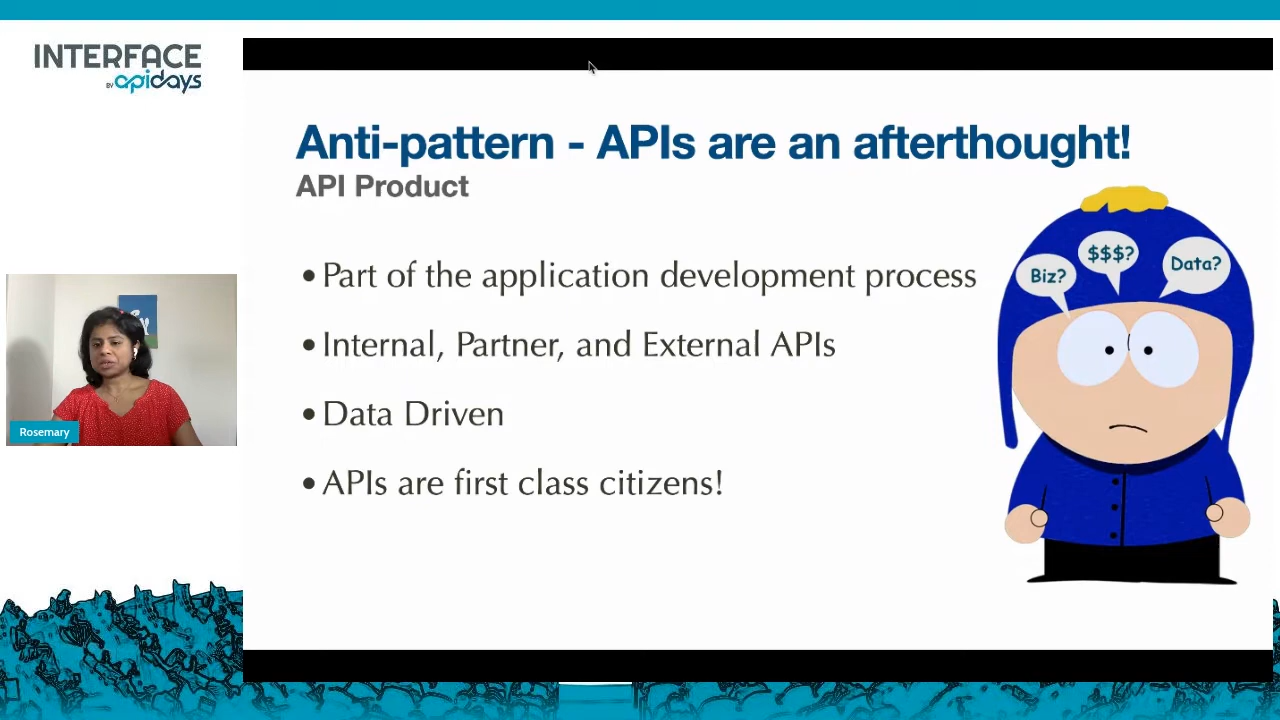 INTERFACE
BY apidays
Anti-pattern - APIs are an afterthought!
API Product
•Part of the application development process
•Internal, Partner, and External APIs
•Data Driven
•APIs are first class citizens!
Biz?
$$$?
Data?
Rosemary